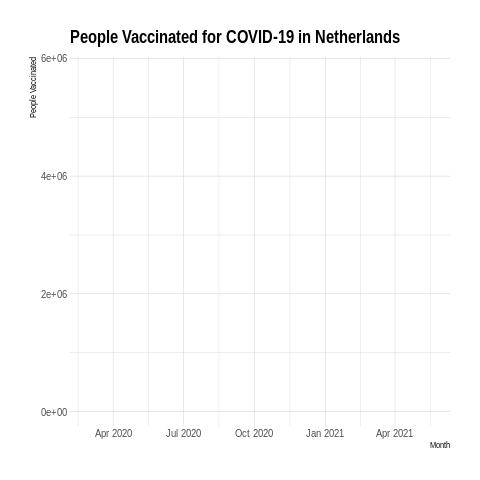 People Vaccinated for COVID-19 in Netherlands
People Vaccinated
6e+06
4e+06
2e+06
0e+00
Apr 2020 Jul 2020 Oct 2020 Jan 2021 Apr 2021
Month